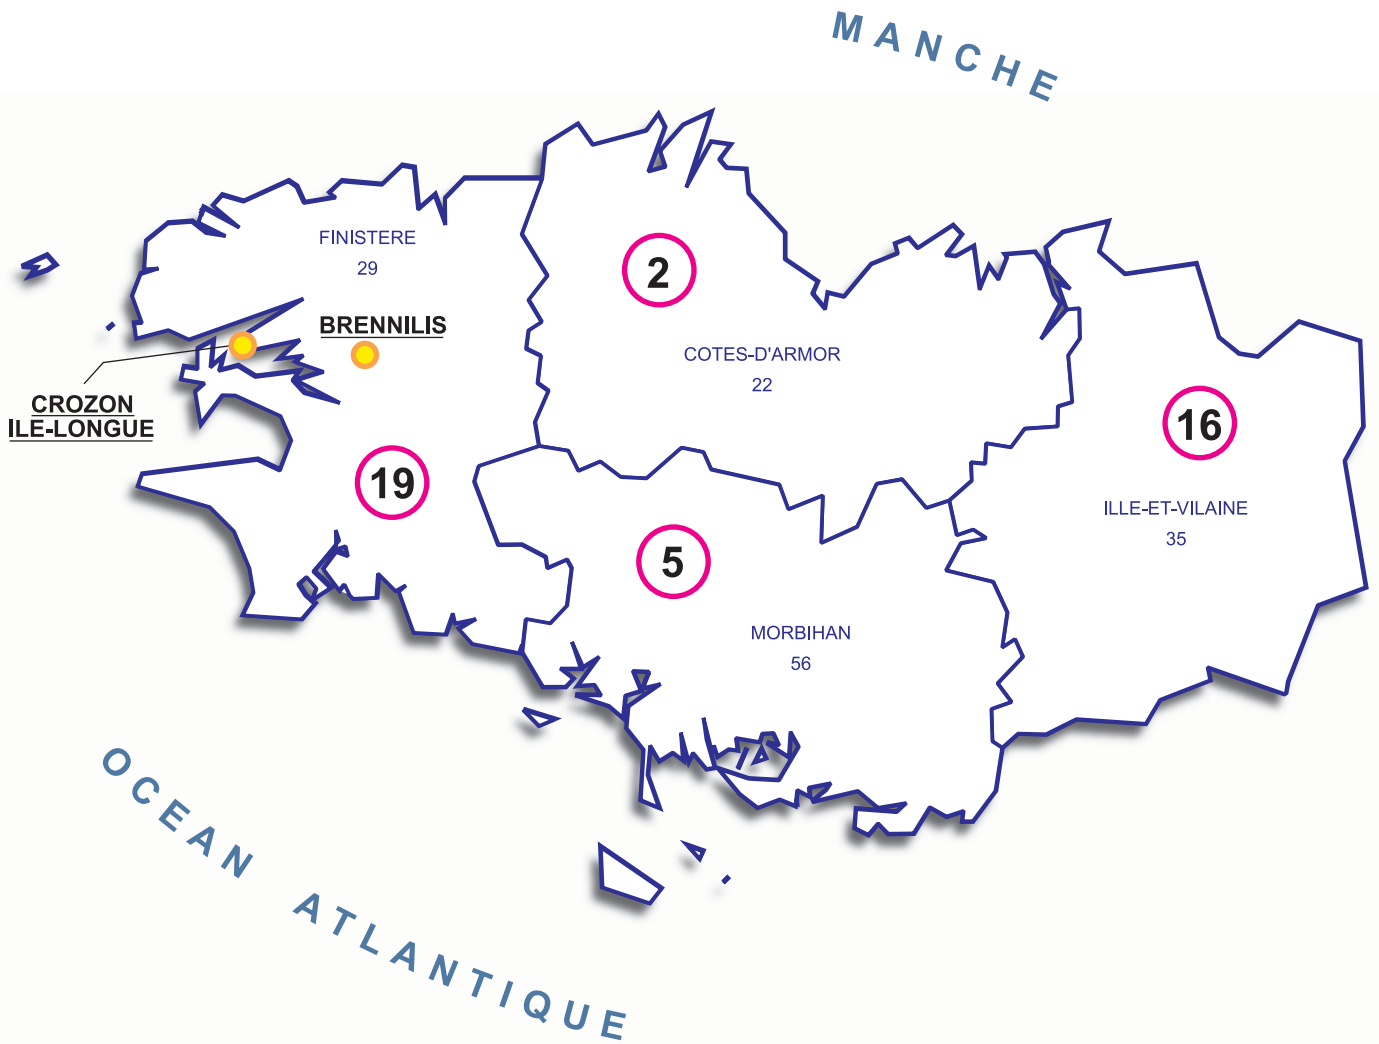 MANCHE
FINISTERE
29
2
BRENNILIS
COTES-D'ARMOR
22
CROZON
ILE-LONGUE
16
19
ILLE-ET-VILAINE
35
5
MORBIHAN
56
OCEAN ATLANTIQUE